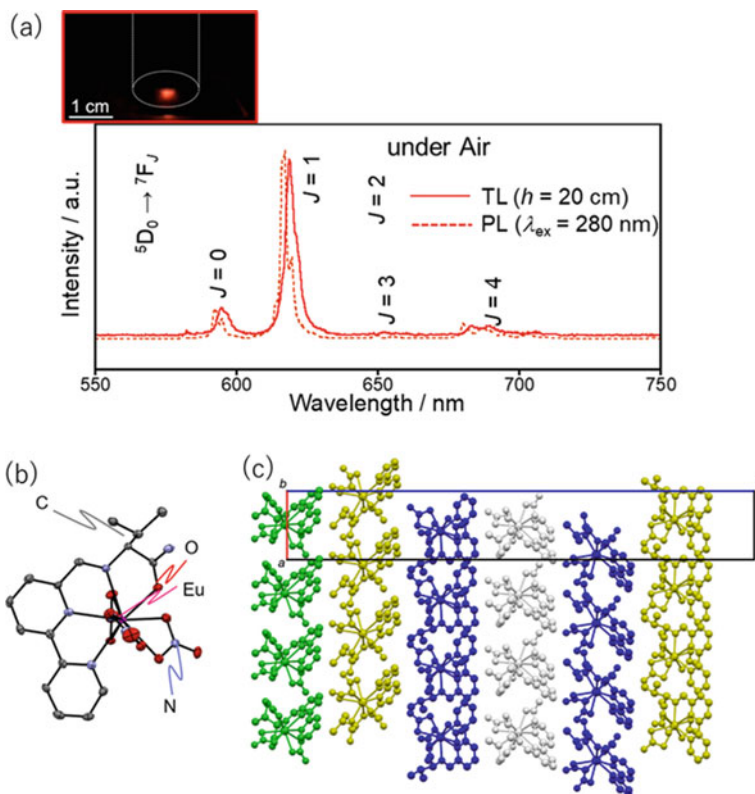 (a)
1 cm
under Air
TL (h = 20 cm)
PL (λex = 280 nm)
⁵D₀ → ⁷F_J
J = 0
J = 1
J = 2
J = 3
J = 4
Intensity / a.u.
550 600 650 700 750
Wavelength / nm
(b)
C
O
Eu
N
(c)
b
a